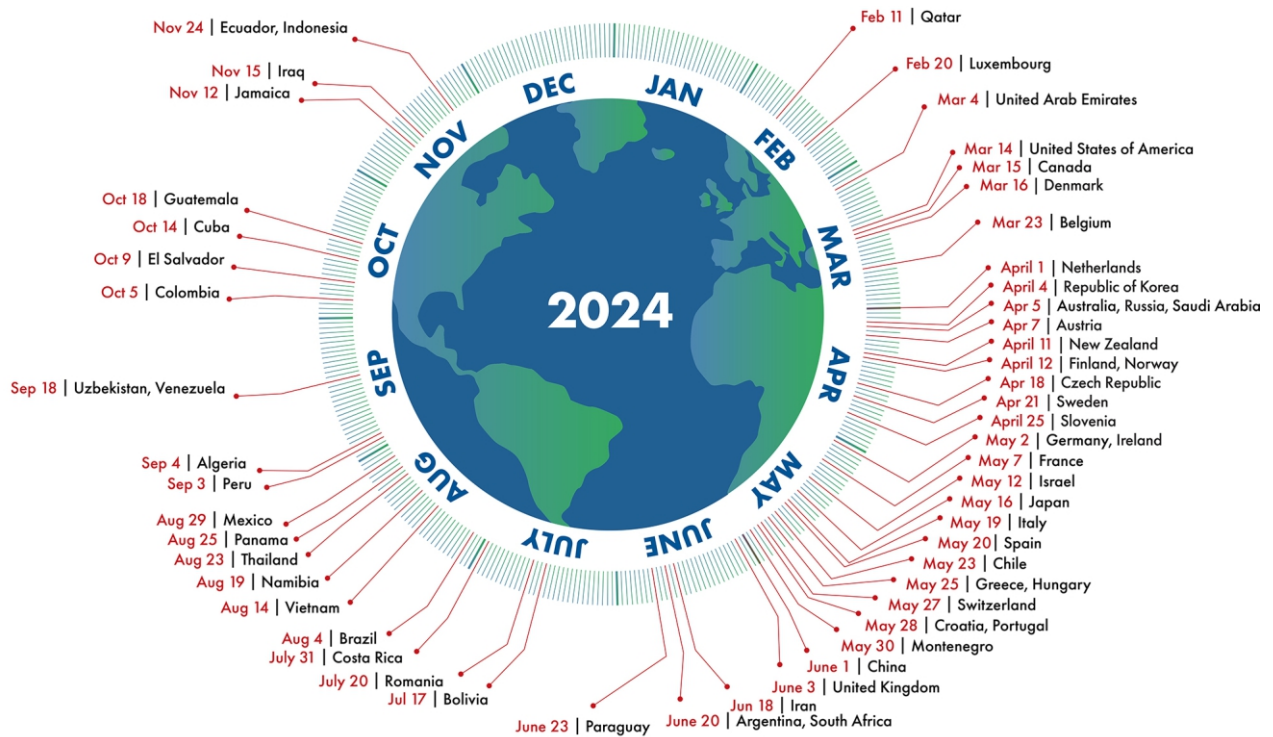 2024
JAN
FEB
MAR
APR
MAY
JUNE
JULY
AUG
SEP
OCT
NOV
DEC
Feb 11 | Qatar
Feb 20 | Luxembourg
Mar 4 | United Arab Emirates
Mar 14 | United States of America
Mar 15 | Canada
Mar 16 | Denmark
Mar 23 | Belgium
April 1 | Netherlands
April 4 | Republic of Korea
Apr 5 | Australia, Russia, Saudi Arabia
Apr 7 | Austria
April 11 | New Zealand
April 12 | Finland, Norway
Apr 18 | Czech Republic
Apr 21 | Sweden
April 25 | Slovenia
May 2 | Germany, Ireland
May 7 | France
May 12 | Israel
May 16 | Japan
May 19 | Italy
May 20 | Spain
May 23 | Chile
May 25 | Greece, Hungary
May 27 | Switzerland
May 28 | Croatia, Portugal
May 30 | Montenegro
June 1 | China
June 3 | United Kingdom
Jun 18 | Iran
June 20 | Argentina, South Africa
June 23 | Paraguay
Jul 17 | Bolivia
July 20 | Romania
July 31 | Costa Rica
Aug 4 | Brazil
Aug 14 | Vietnam
Aug 19 | Namibia
Aug 23 | Thailand
Aug 25 | Panama
Aug 29 | Mexico
Sep 3 | Peru
Sep 4 | Algeria
Sep 18 | Uzbekistan, Venezuela
Oct 5 | Colombia
Oct 9 | El Salvador
Oct 14 | Cuba
Oct 18 | Guatemala
Nov 12 | Jamaica
Nov 15 | Iraq
Nov 24 | Ecuador, Indonesia